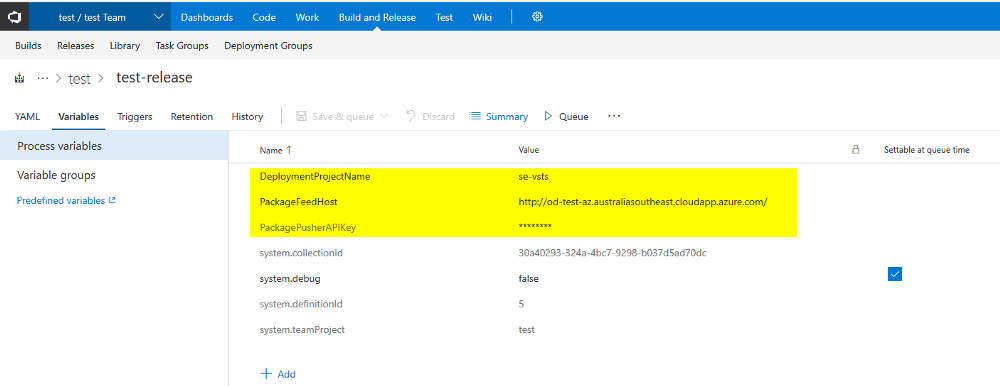 test / test Team Dashboards Code Work Build and Release Test Wiki
Builds Releases Library Task Groups Deployment Groups
··· > test > test-release
YAML Variables Triggers Retention History Save & queue Discard Summary Queue ···
Process variables
Variable groups
Predefined variables
Name ↑ Value Settable at queue time
DeploymentProjectName se-vsts
PackageFeedHost http://od-test-az.australiasoutheast.cloudapp.azure.com/
PackagePusherAPIKey ********
system.collectionId 30a40293-324a-4bc7-9298-b037d5ad70dc
system.debug false
system.definitionId 5
system.teamProject test
+ Add